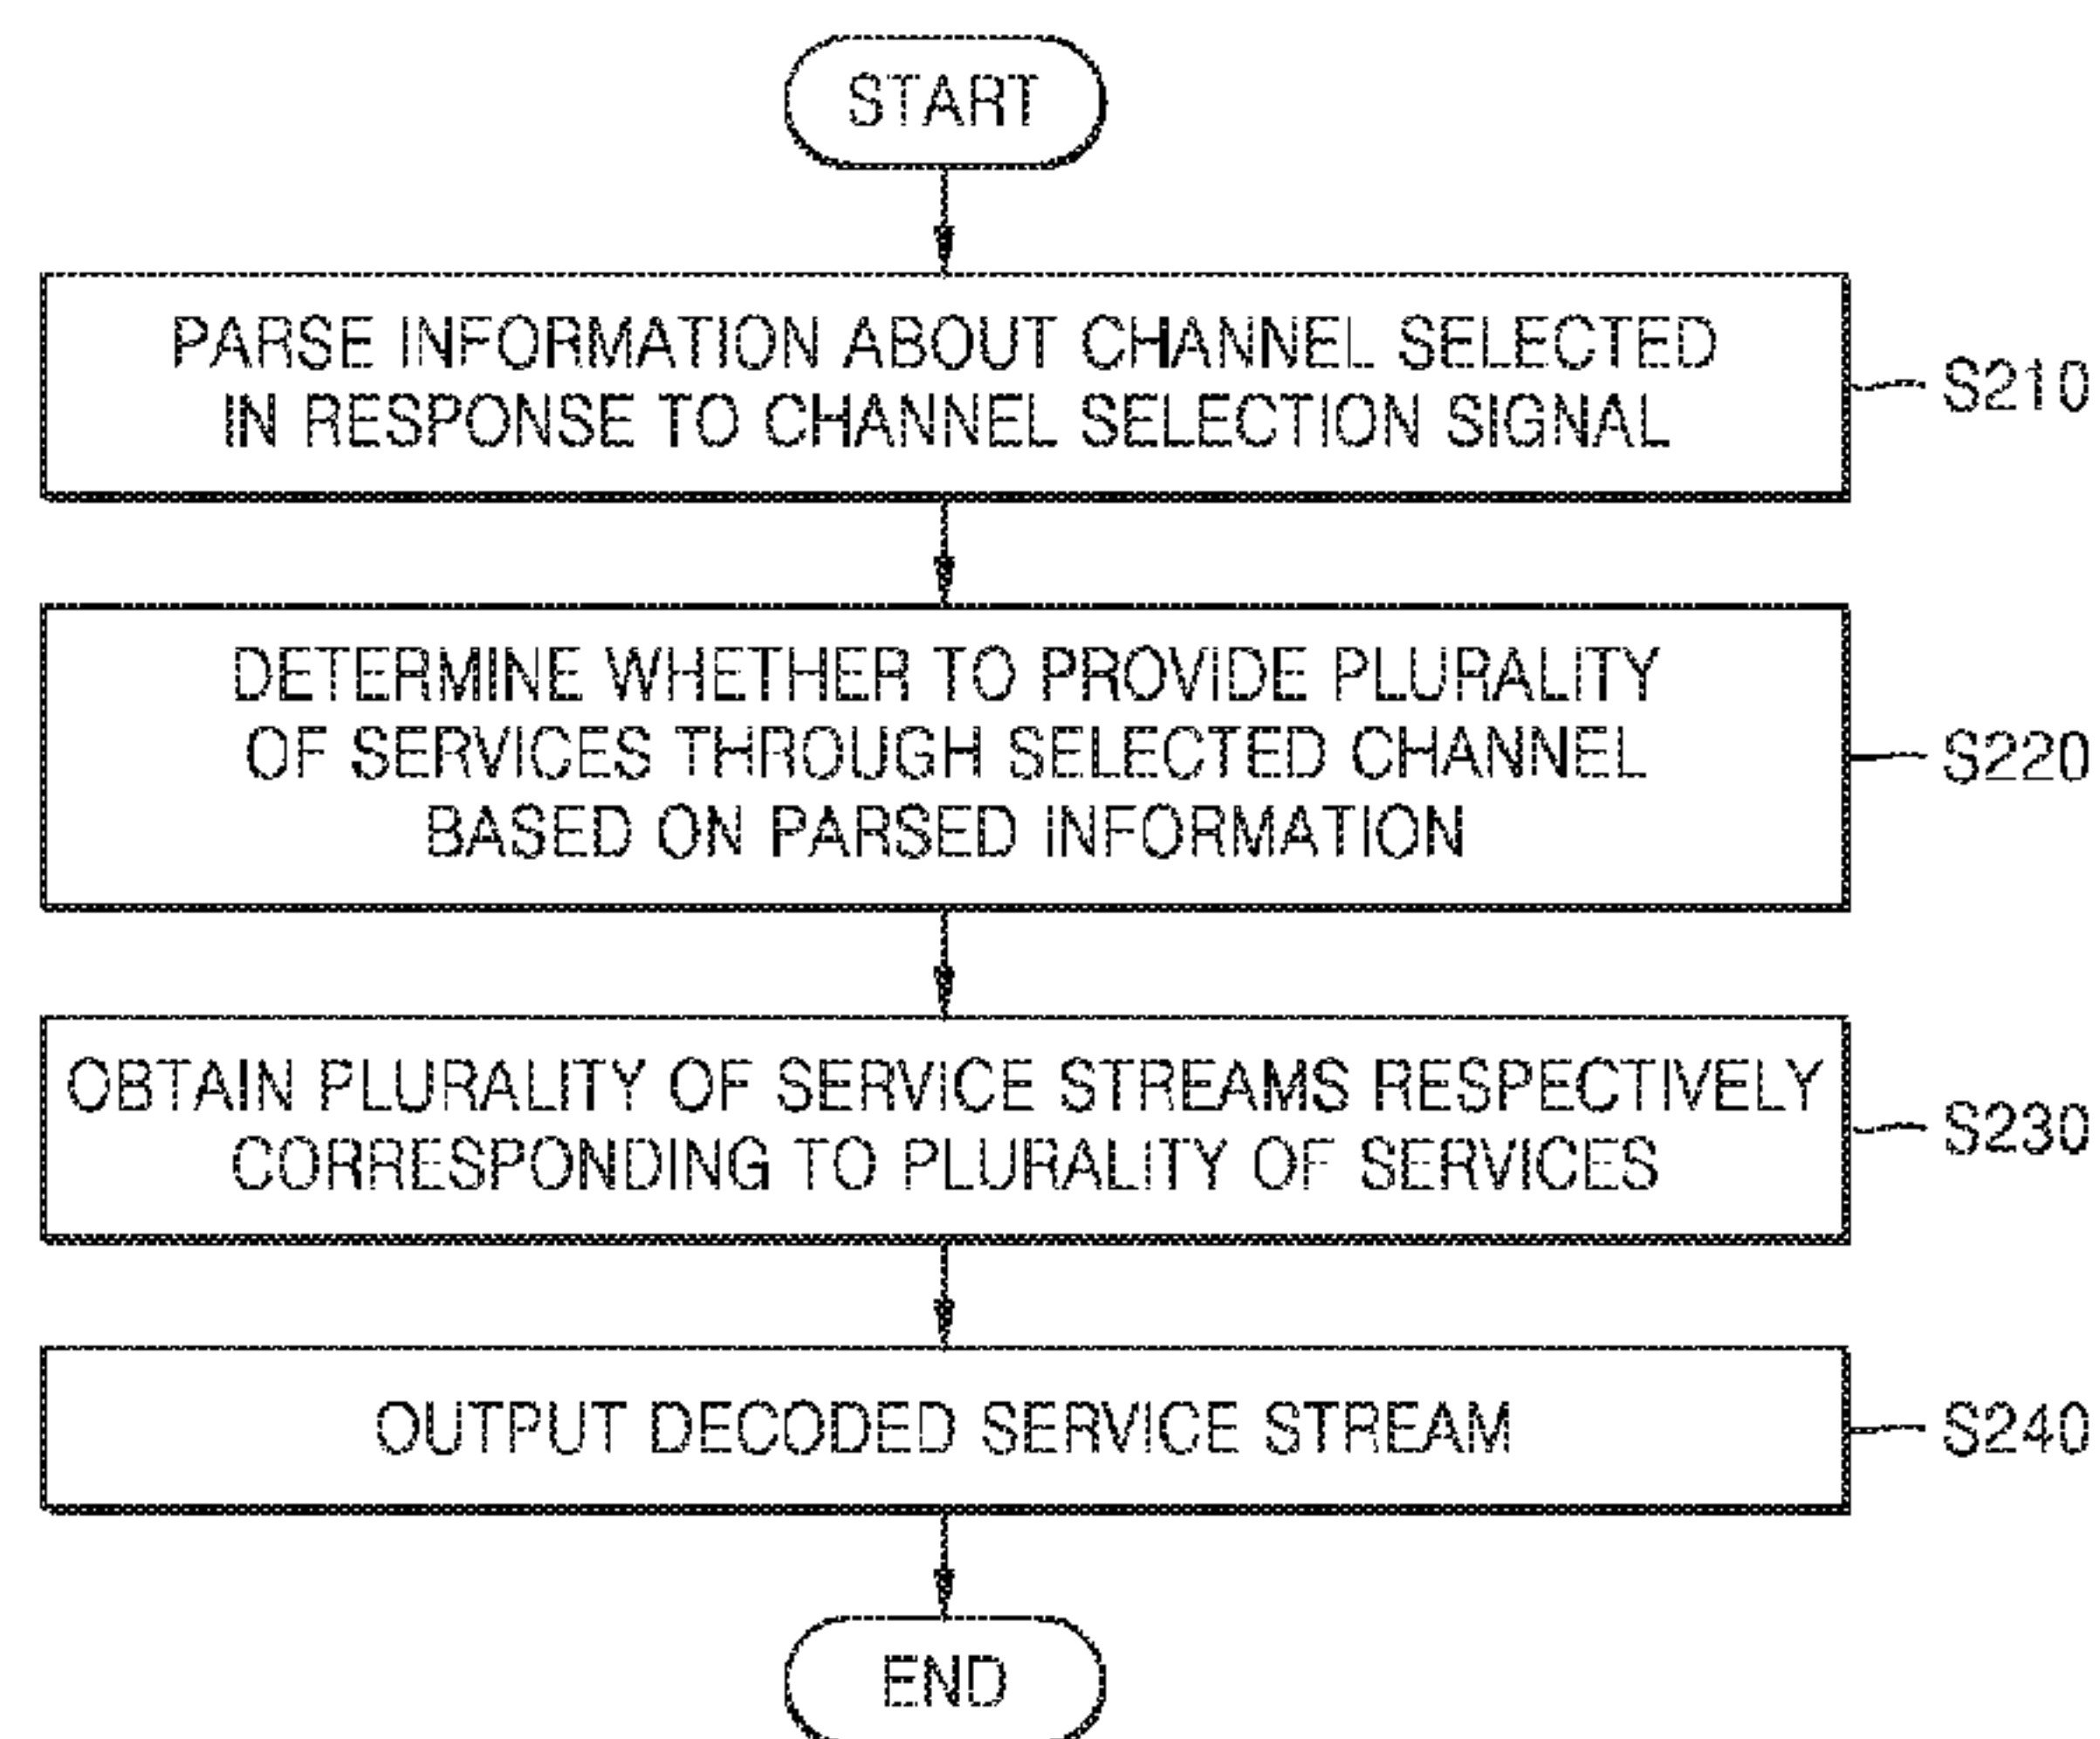 START
PARSE INFORMATION ABOUT CHANNEL SELECTED
IN RESPONSE TO CHANNEL SELECTION SIGNAL
S210
DETERMINE WHETHER TO PROVIDE PLURALITY
OF SERVICES THROUGH SELECTED CHANNEL
BASED ON PARSED INFORMATION
S220
OBTAIN PLURALITY OF SERVICE STREAMS RESPECTIVELY
CORRESPONDING TO PLURALITY OF SERVICES
S230
OUTPUT DECODED SERVICE STREAM
S240
END